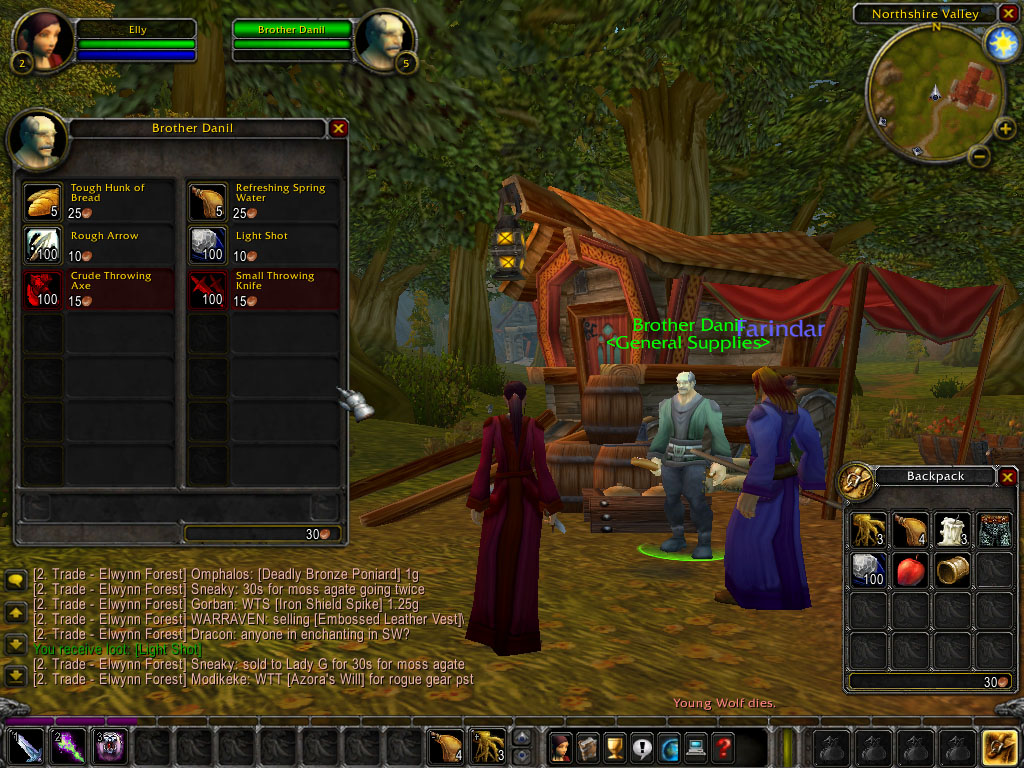 Elly
2
Brother Danil
5
Northshire Valley
N
Brother Danil
Tough Hunk of
Bread
5
25
Refreshing Spring
Water
5
25
Rough Arrow
100
10
Light Shot
100
10
Crude Throwing
Axe
100
15
Small Throwing
Knife
100
15
30
Brother Danil
<General Supplies>
Farindar
Backpack
3
4
3
100
30
[2. Trade - Elwynn Forest] Omphalos: [Deadly Bronze Poniard] 1g
[2. Trade - Elwynn Forest] Sneaky: 30s for moss agate going twice
[2. Trade - Elwynn Forest] Gorban: WTS [Iron Shield Spike] 1.25g
[2. Trade - Elwynn Forest] WARRAVEN: selling [Embossed Leather Vest]
[2. Trade - Elwynn Forest] Dracon: anyone in enchanting in SW?
You receive loot: [Light Shot]
[2. Trade - Elwynn Forest] Sneaky: sold to Lady G for 30s for moss agate
[2. Trade - Elwynn Forest] Modikeke: WTT [Azora's Will] for rogue gear pst
Young Wolf dies.
1
2
3
4
3